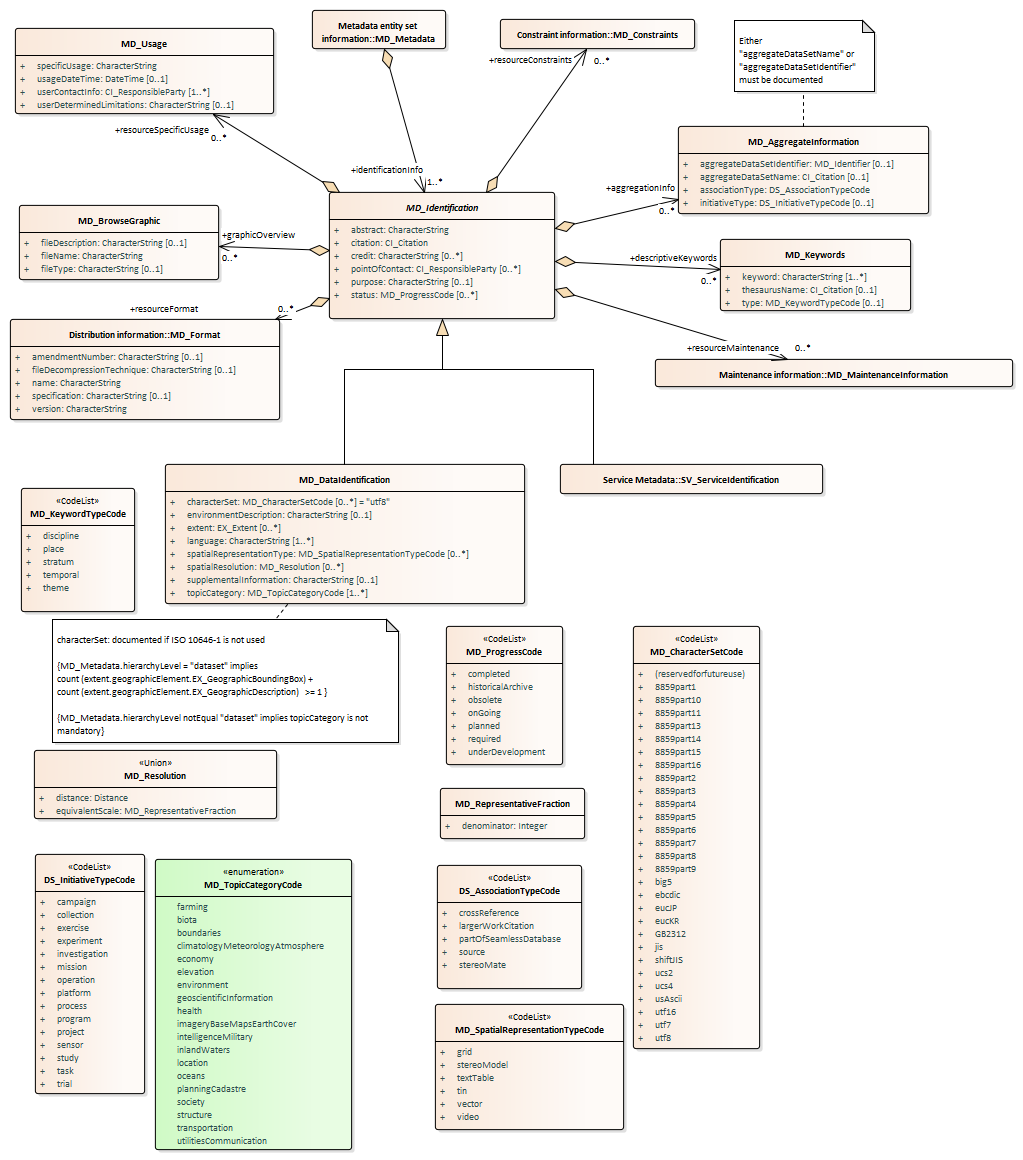 MD_Usage
+ specificUsage: CharacterString
+ usageDateTime: DateTime [0..1]
+ userContactInfo: CI_ResponsibleParty [1..*]
+ userDeterminedLimitations: CharacterString [0..1]
Metadata entity set
information::MD_Metadata
Constraint information::MD_Constraints
Either
"aggregateDataSetName" or
"aggregateDataSetIdentifier"
must be documented
+resourceConstraints
0..*
+resourceSpecificUsage
0..*
+identificationInfo
1..*
MD_AggregateInformation
+ aggregateDataSetIdentifier: MD_Identifier [0..1]
+ aggregateDataSetName: CI_Citation [0..1]
+ associationType: DS_AssociationTypeCode
+ initiativeType: DS_InitiativeTypeCode [0..1]
+aggregationInfo
0..*
MD_Identification
+ abstract: CharacterString
+ citation: CI_Citation
+ credit: CharacterString [0..*]
+ pointOfContact: CI_ResponsibleParty [0..*]
+ purpose: CharacterString [0..1]
+ status: MD_ProgressCode [0..*]
MD_BrowseGraphic
+ fileDescription: CharacterString [0..1]
+ fileName: CharacterString
+ fileType: CharacterString [0..1]
+graphicOverview
0..*
+descriptiveKeywords
0..*
MD_Keywords
+ keyword: CharacterString [1..*]
+ thesaurusName: CI_Citation [0..1]
+ type: MD_KeywordTypeCode [0..1]
+resourceFormat
0..*
Distribution information::MD_Format
+ amendmentNumber: CharacterString [0..1]
+ fileDecompressionTechnique: CharacterString [0..1]
+ name: CharacterString
+ specification: CharacterString [0..1]
+ version: CharacterString
+resourceMaintenance
0..*
Maintenance information::MD_MaintenanceInformation
MD_DataIdentification
+ characterSet: MD_CharacterSetCode [0..*] = "utf8"
+ environmentDescription: CharacterString [0..1]
+ extent: EX_Extent [0..*]
+ language: CharacterString [1..*]
+ spatialRepresentationType: MD_SpatialRepresentationTypeCode [0..*]
+ spatialResolution: MD_Resolution [0..*]
+ supplementalInformation: CharacterString [0..1]
+ topicCategory: MD_TopicCategoryCode [1..*]
Service Metadata::SV_ServiceIdentification
«CodeList»
MD_KeywordTypeCode
+ discipline
+ place
+ stratum
+ temporal
+ theme
characterSet: documented if ISO 10646-1 is not used
{MD_Metadata.hierarchyLevel = "dataset" implies
count (extent.geographicElement.EX_GeographicBoundingBox) +
count (extent.geographicElement.EX_GeographicDescription) >= 1 }
{MD_Metadata.hierarchyLevel notEqual "dataset" implies topicCategory is not
mandatory}
«CodeList»
MD_ProgressCode
+ completed
+ historicalArchive
+ obsolete
+ onGoing
+ planned
+ required
+ underDevelopment
«CodeList»
MD_CharacterSetCode
+ (reservedforfutureuse)
+ 8859part1
+ 8859part10
+ 8859part11
+ 8859part13
+ 8859part14
+ 8859part15
+ 8859part16
+ 8859part2
+ 8859part3
+ 8859part4
+ 8859part5
+ 8859part6
+ 8859part7
+ 8859part8
+ 8859part9
+ big5
+ ebcdic
+ eucJP
+ eucKR
+ GB2312
+ jis
+ shiftJIS
+ ucs2
+ ucs4
+ usAscii
+ utf16
+ utf7
+ utf8
«Union»
MD_Resolution
+ distance: Distance
+ equivalentScale: MD_RepresentativeFraction
MD_RepresentativeFraction
+ denominator: Integer
«CodeList»
DS_InitiativeTypeCode
+ campaign
+ collection
+ exercise
+ experiment
+ investigation
+ mission
+ operation
+ platform
+ process
+ program
+ project
+ sensor
+ study
+ task
+ trial
«enumeration»
MD_TopicCategoryCode
farming
biota
boundaries
climatologyMeteorologyAtmosphere
economy
elevation
environment
geoscientificInformation
health
imageryBaseMapsEarthCover
intelligenceMilitary
inlandWaters
location
oceans
planningCadastre
society
structure
transportation
utilitiesCommunication
«CodeList»
DS_AssociationTypeCode
+ crossReference
+ largerWorkCitation
+ partOfSeamlessDatabase
+ source
+ stereoMate
«CodeList»
MD_SpatialRepresentationTypeCode
+ grid
+ stereoModel
+ textTable
+ tin
+ vector
+ video